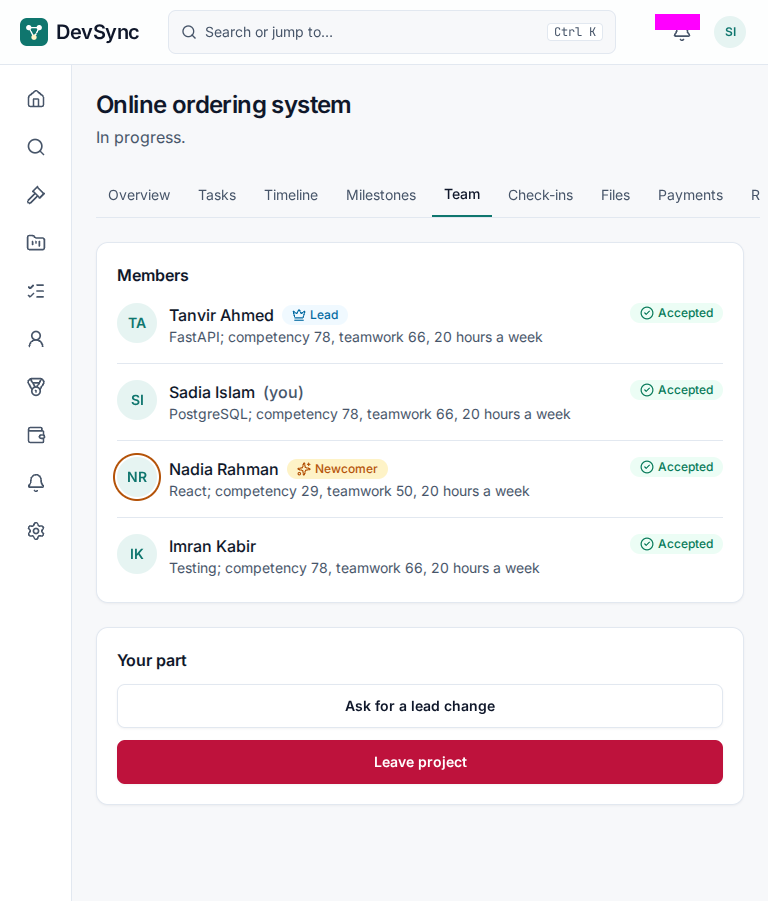 DevSync
Search or jump to...
Ctrl K
SI
Online ordering system
In progress.
Overview Tasks Timeline Milestones Team Check-ins Files Payments R
Members
TA
Tanvir Ahmed Lead Accepted
FastAPI; competency 78, teamwork 66, 20 hours a week
SI
Sadia Islam (you) Accepted
PostgreSQL; competency 78, teamwork 66, 20 hours a week
NR
Nadia Rahman Newcomer Accepted
React; competency 29, teamwork 50, 20 hours a week
IK
Imran Kabir Accepted
Testing; competency 78, teamwork 66, 20 hours a week
Your part
Ask for a lead change
Leave project